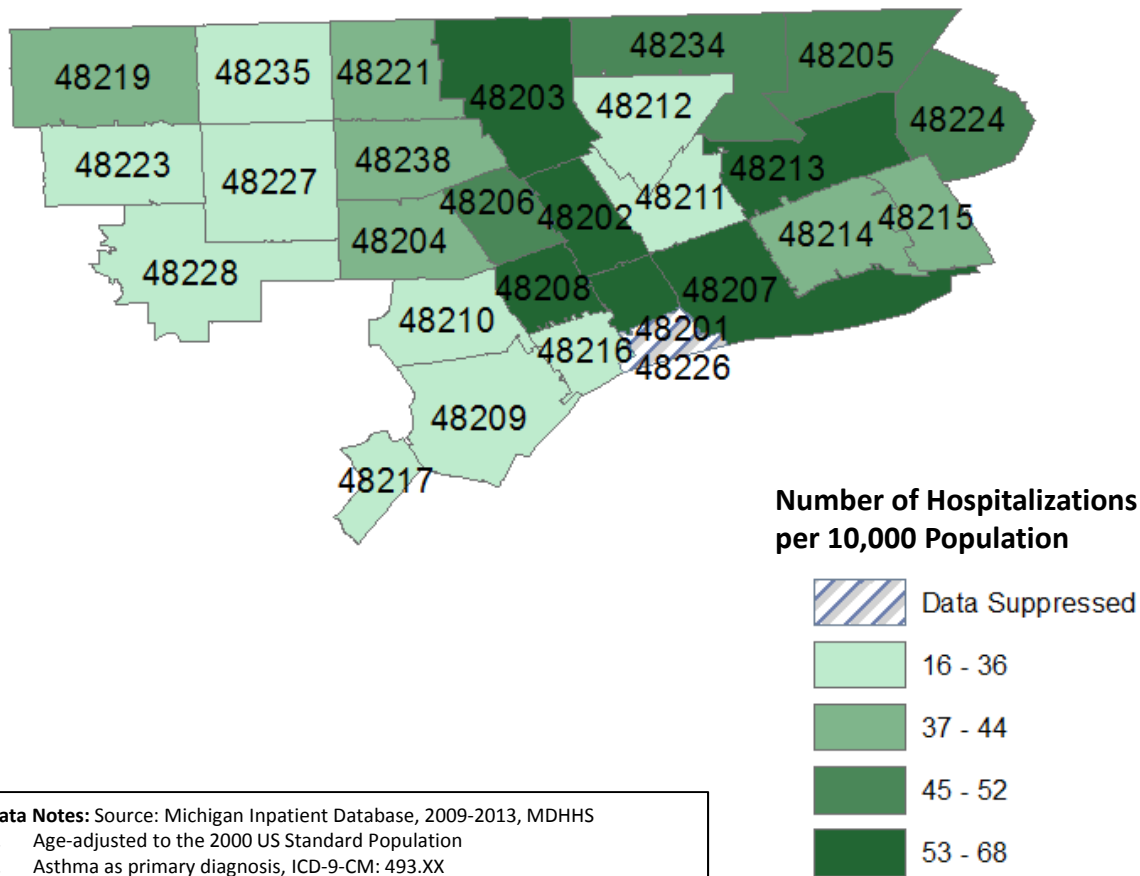 48219
48235
48221
48203
48234
48205
48212
48224
48223
48227
48238
48213
48206
48211
48202
48215
48204
48214
48228
48208
48207
48210
48201
48216
48226
48209
48217
Number of Hospitalizations
per 10,000 Population
Data Suppressed
16 - 36
37 - 44
45 - 52
53 - 68
ata Notes: Source: Michigan Inpatient Database, 2009-2013, MDHHS
Age-adjusted to the 2000 US Standard Population
Asthma as primary diagnosis, ICD-9-CM: 493.XX